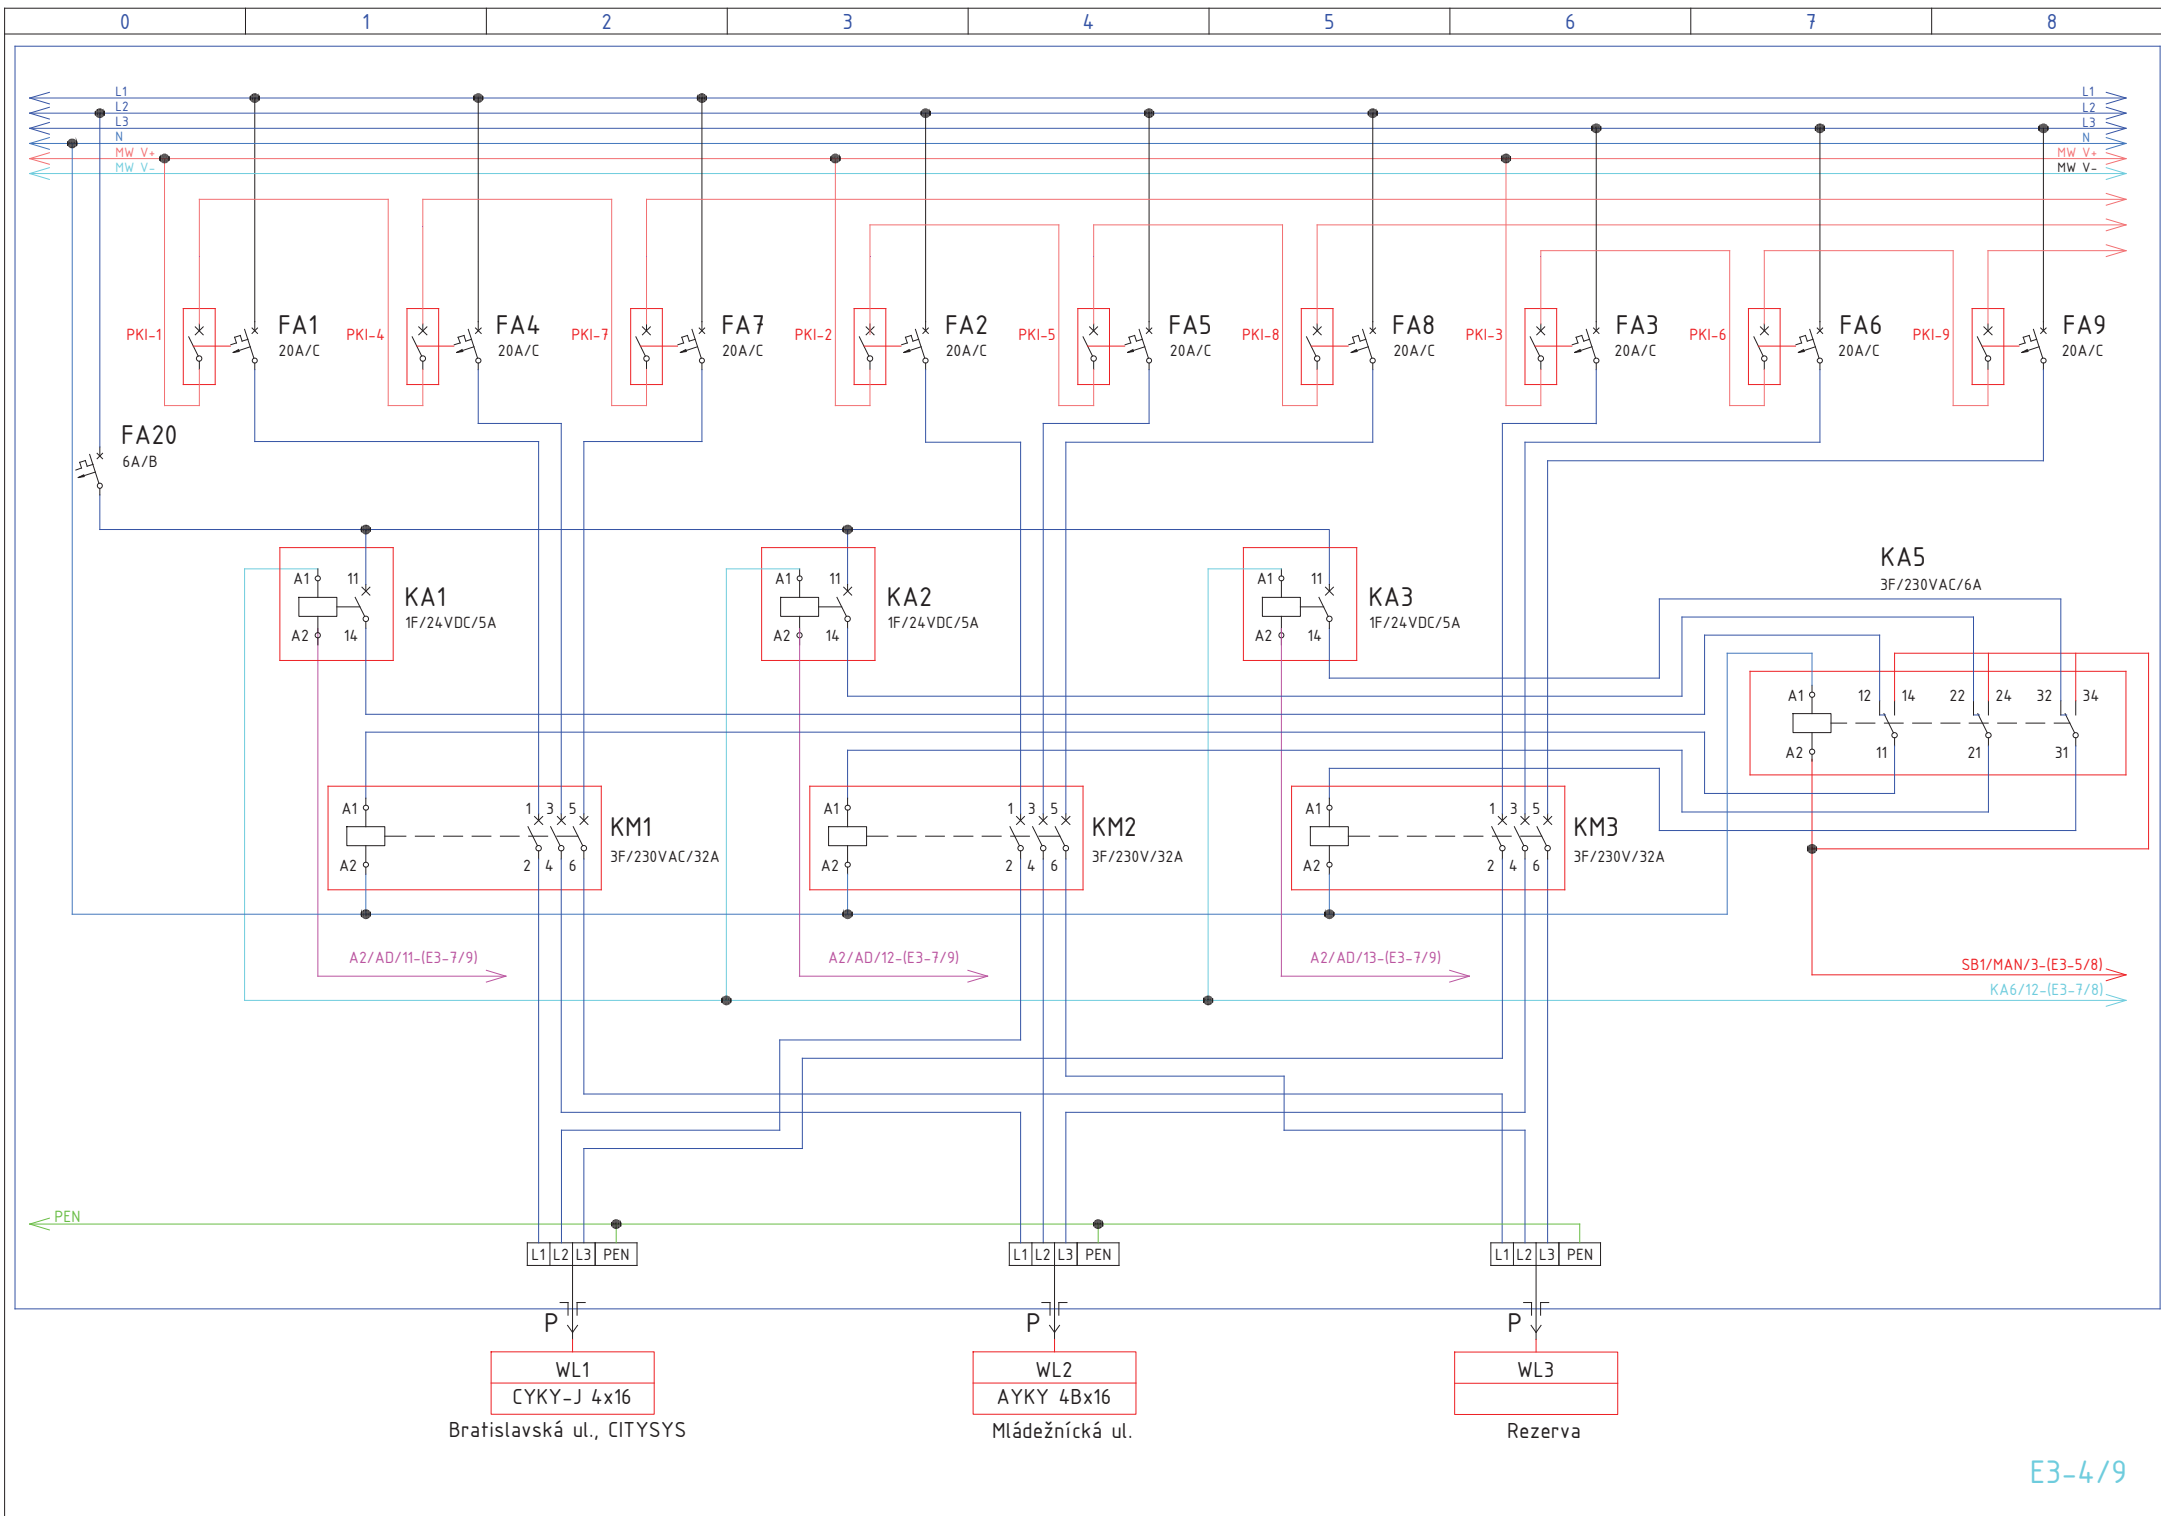 0 1 2 3 4 5 6 7 8
L1 L1
L2 L2
L3 L3
N N
MW V+ MW V+
MW V- MW V-
PKI-1 FA1 PKI-4 FA4 PKI-7 FA7 PKI-2 FA2 PKI-5 FA5 PKI-8 FA8 PKI-3 FA3 PKI-6 FA6 PKI-9 FA9
20A/C 20A/C 20A/C 20A/C 20A/C 20A/C 20A/C 20A/C 20A/C
FA20
6A/B
A1 11 A1 11 A1 11
KA1 KA2 KA3 KA5
1F/24VDC/5A 1F/24VDC/5A 1F/24VDC/5A 3F/230VAC/6A
A2 14 A2 14 A2 14
A1 12 14 22 24 32 34
A2 11 21 31
A1 1 3 5 A1 1 3 5 A1 1 3 5
KM1 KM2 KM3
3F/230VAC/32A 3F/230V/32A 3F/230V/32A
A2 2 4 6 A2 2 4 6 A2 2 4 6
A2/AD/11-(E3-7/9) A2/AD/12-(E3-7/9) A2/AD/13-(E3-7/9)
SB1/MAN/3-(E3-5/8)
KA6/12-(E3-7/8)
PEN
L1 L2 L3 PEN L1 L2 L3 PEN L1 L2 L3 PEN
P P P
WL1 WL2 WL3
CYKY-J 4x16 AYKY 4Bx16
Bratislavská ul., CITYSYS Mládežnícká ul. Rezerva
E3-4/9